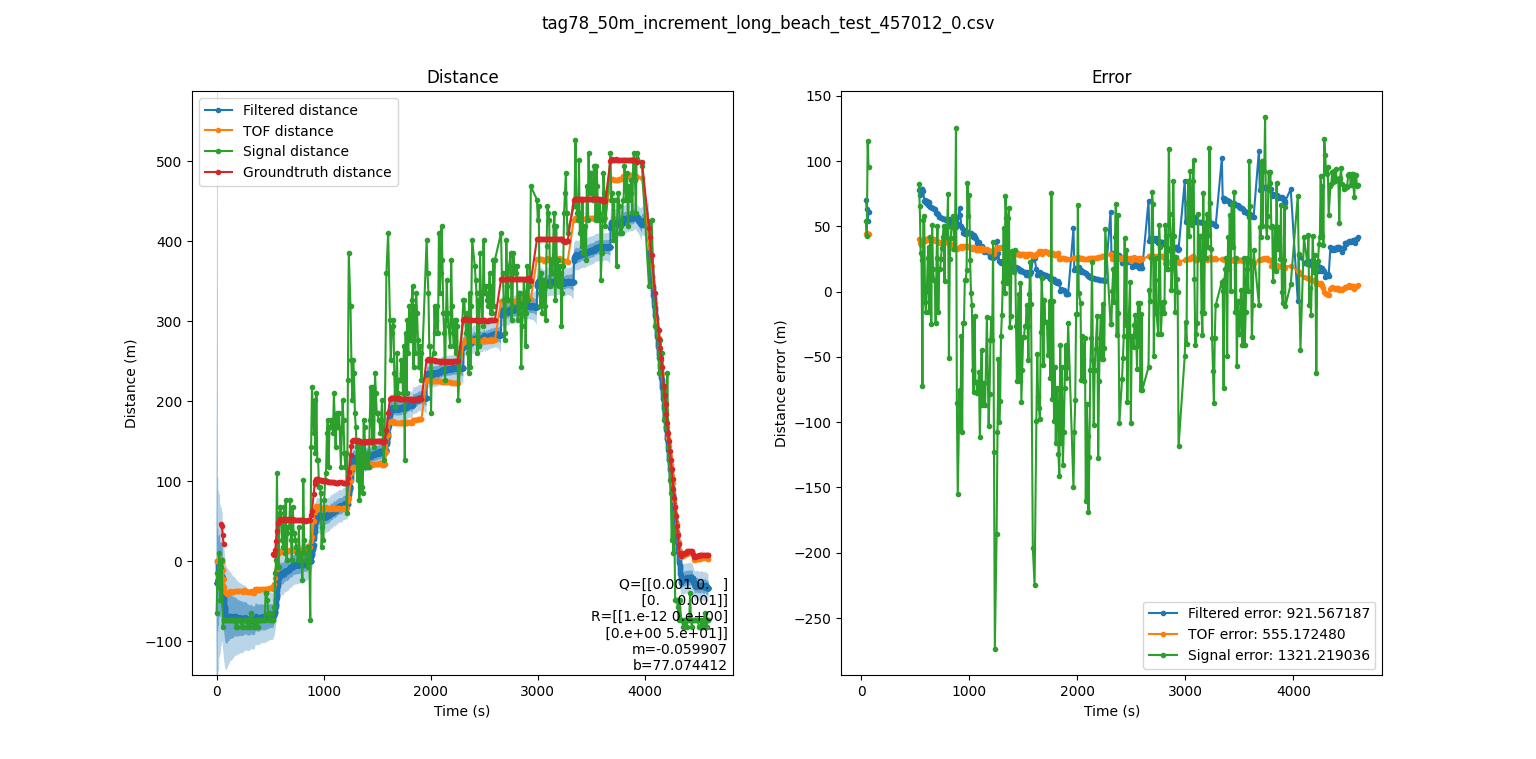 tag78_50m_increment_long_beach_test_457012_0.csv
Distance
Filtered distance
TOF distance
Signal distance
Groundtruth distance
500
400
300
200
100
0
−100
Distance (m)
Q=[[0.001 0. ]
[0. 0.001]]
R=[[1.e-12 0.e+00]
[0.e+00 5.e+01]]
m=-0.059907
b=77.074412
0 1000 2000 3000 4000
Time (s)
Error
150
100
50
0
−50
−100
−150
−200
−250
Distance error (m)
Filtered error: 921.567187
TOF error: 555.172480
Signal error: 1321.219036
0 1000 2000 3000 4000
Time (s)